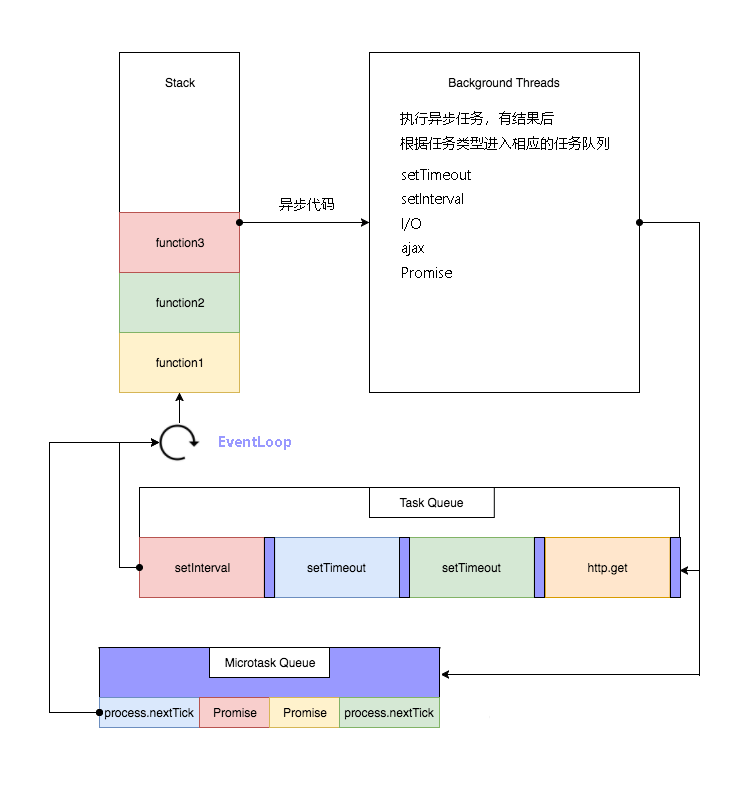 Stack
Background Threads
执行异步任务，有结果后
根据任务类型进入相应的任务队列
setTimeout
setInterval
I/O
ajax
Promise
异步代码
function3
function2
function1
EventLoop
Task Queue
setInterval
setTimeout
setTimeout
http.get
Microtask Queue
process.nextTick
Promise
Promise
process.nextTick